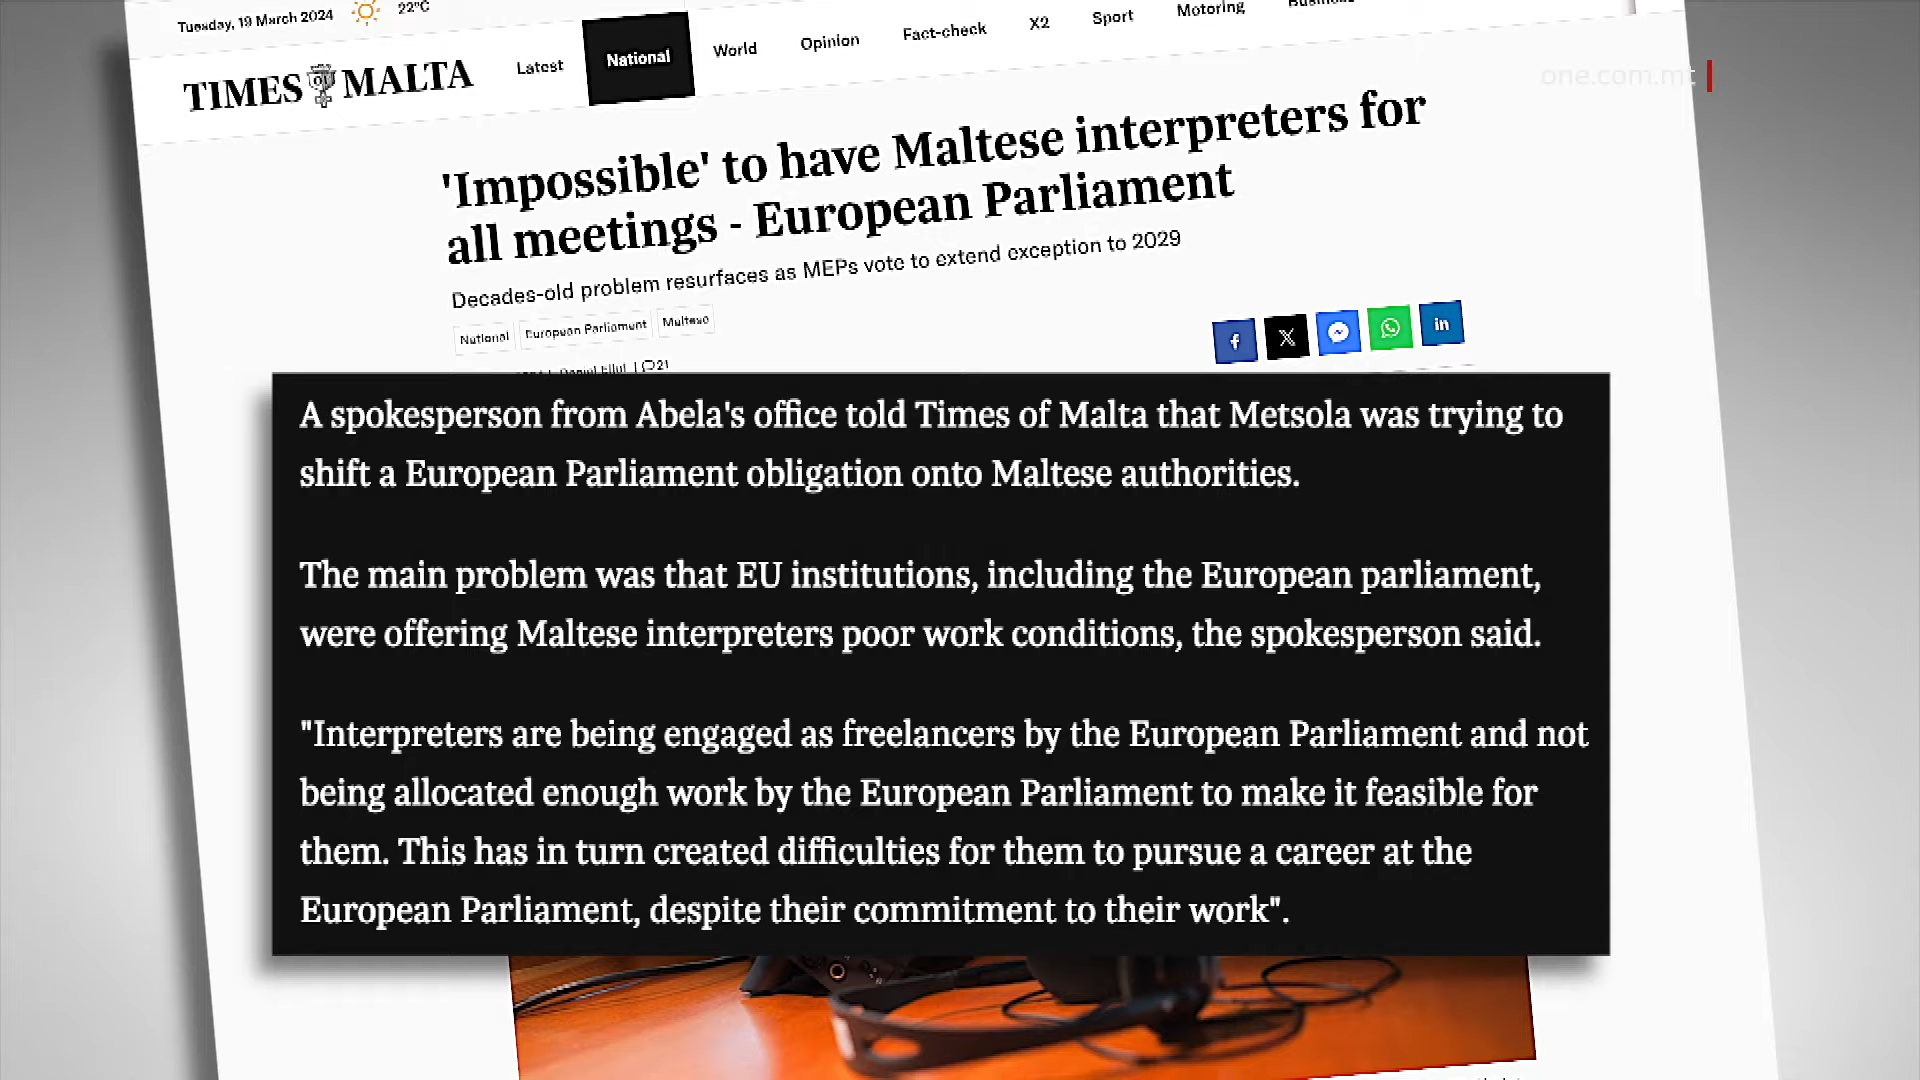 Tuesday, 19 March 2024 22°C
TIMES OF MALTA
Latest
National
World
Opinion
Fact-check
X2
Sport
Motoring
one.com.mt
'Impossible' to have Maltese interpreters for
all meetings - European Parliament
Decades-old problem resurfaces as MEPs vote to extend exception to 2029
National
European Parliament
Maltese
Daniel Ellul | 21
A spokesperson from Abela's office told Times of Malta that Metsola was trying to
shift a European Parliament obligation onto Maltese authorities.
The main problem was that EU institutions, including the European parliament,
were offering Maltese interpreters poor work conditions, the spokesperson said.
"Interpreters are being engaged as freelancers by the European Parliament and not
being allocated enough work by the European Parliament to make it feasible for
them. This has in turn created difficulties for them to pursue a career at the
European Parliament, despite their commitment to their work".